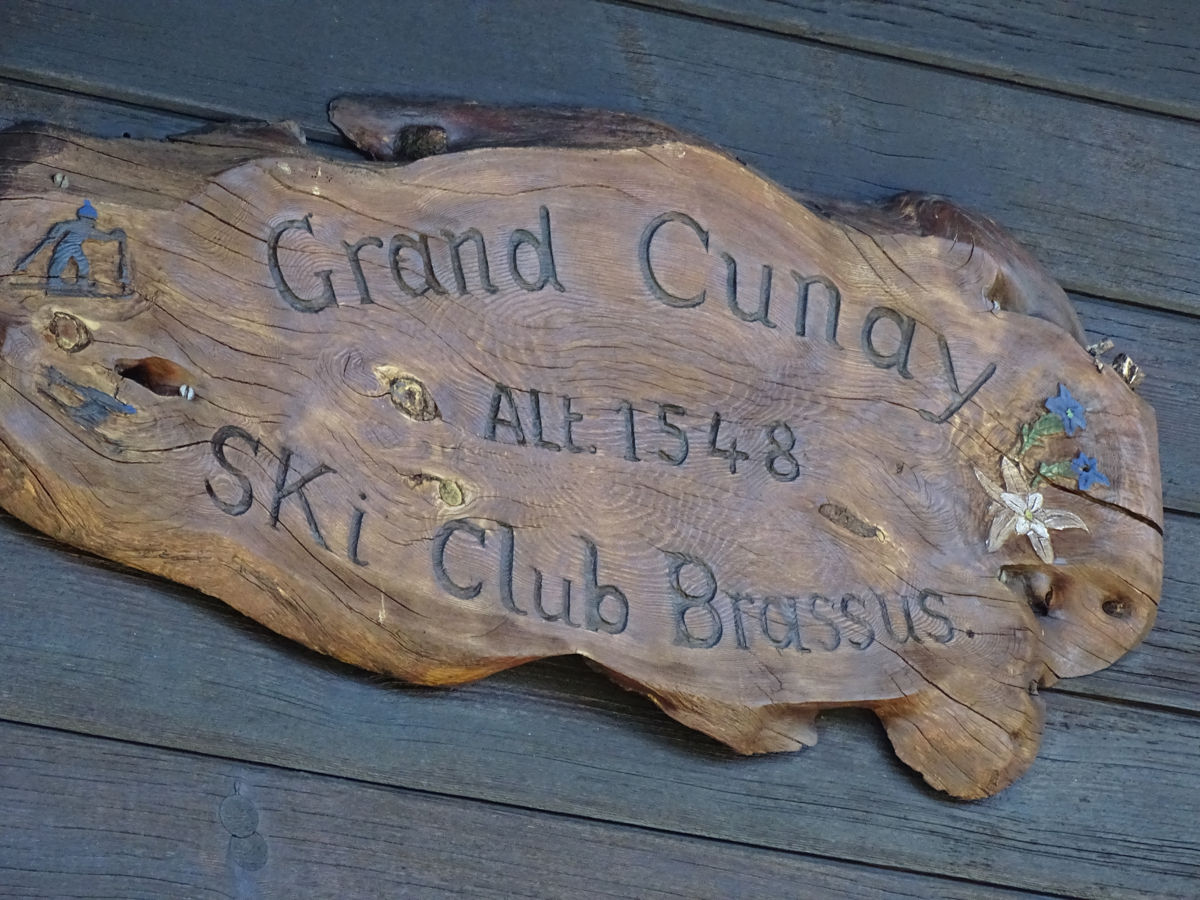 Grand Cunay
ALt. 1548
SKi Club Brassus.